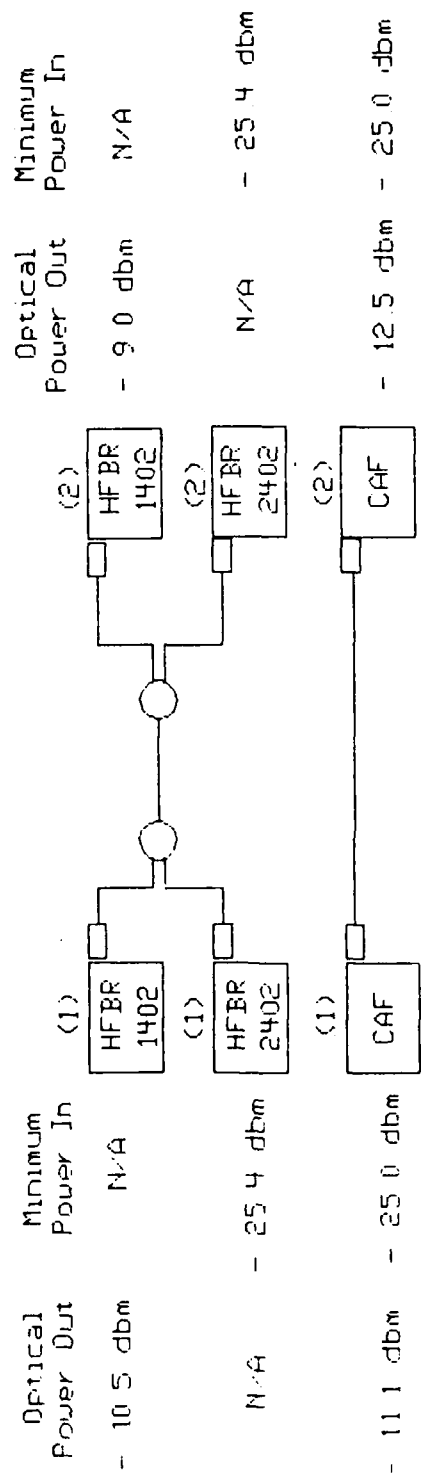 Optical Minimum Optical Minimum
Power Out Power In Power Out Power In
(1) (2)
- 10 5 dbm N/A HFBR HFBR - 9 0 dbm N/A
1402 1402
(1) (2)
N/A - 25 4 dbm HFBR HFBR N/A - 25 4 dbm
2402 2402
(1) (2)
- 11 1 dbm - 25 0 dbm CAF CAF - 12.5 dbm - 25 0 dbm